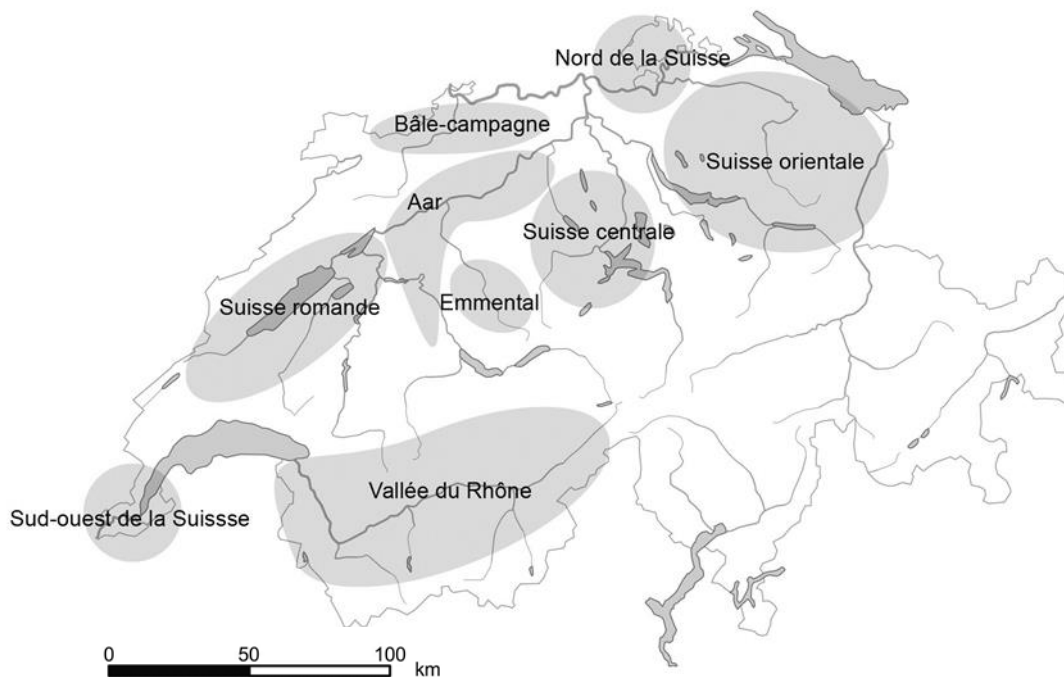 Nord de la Suisse
Bâle-campagne
Suisse orientale
Aar
Suisse centrale
Suisse romande
Emmental
Vallée du Rhône
Sud-ouest de la Suissse
0 50 100
km